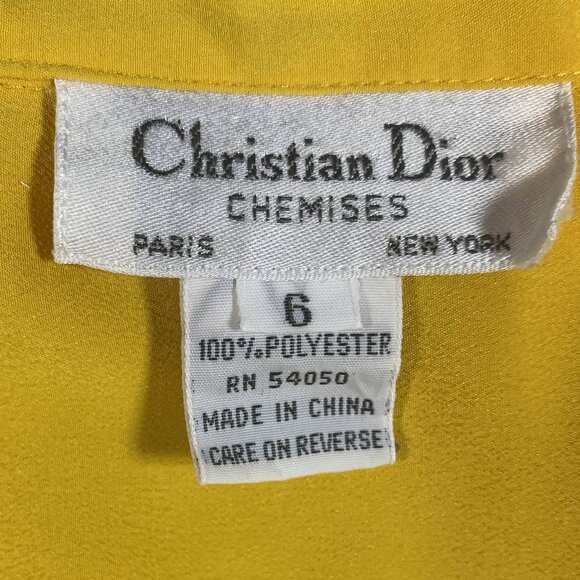 Christian Dior
CHEMISES
PARIS NEW YORK
6
100%POLYESTER
RN 54050
MADE IN CHINA
CARE ON REVERSE